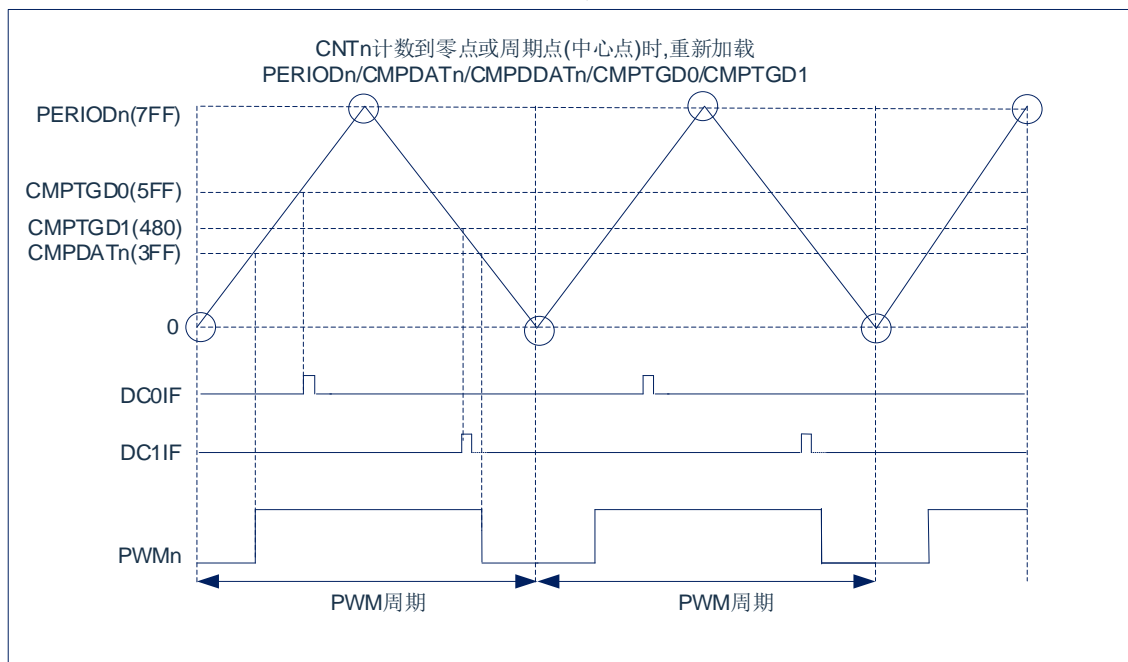 CNTn计数到零点或周期点(中心点)时,重新加载
PERIODn/CMPDATn/CMPDDATn/CMPTGD0/CMPTGD1
PERIODn(7FF)
CMPTGD0(5FF)
CMPTGD1(480)
CMPDATn(3FF)
0
DC0IF
DC1IF
PWMn
PWM周期
PWM周期